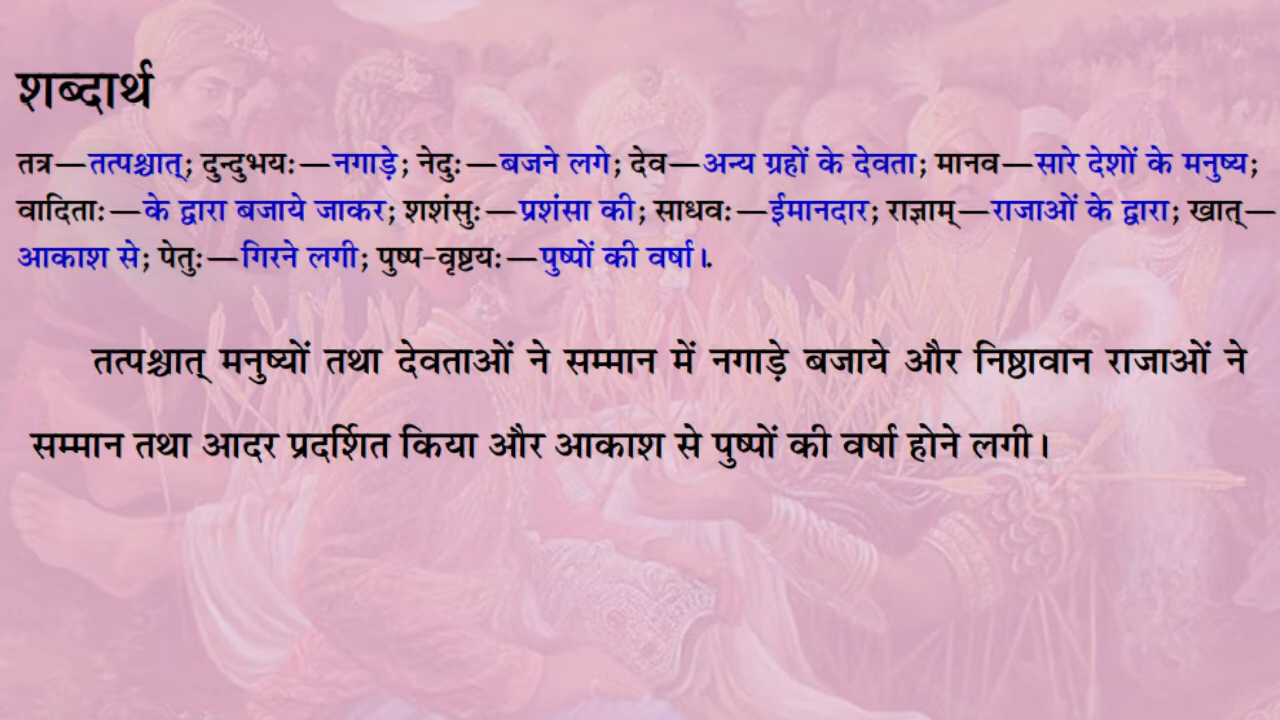 शब्दार्थ
तत्र—तत्पश्चात्; दुन्दुभयः—नगाड़े; नेदुः—बजने लगे; देव—अन्य ग्रहों के देवता; मानव—सारे देशों के मनुष्य;
वादिताः—के द्वारा बजाये जाकर; शशंसुः—प्रशंसा की; साधवः—ईमानदार; राज्ञाम्—राजाओं के द्वारा; खात्—
आकाश से; पेतुः—गिरने लगी; पुष्प-वृष्टयः—पुष्पों की वर्षा।.
तत्पश्चात् मनुष्यों तथा देवताओं ने सम्मान में नगाड़े बजाये और निष्ठावान राजाओं ने
सम्मान तथा आदर प्रदर्शित किया और आकाश से पुष्पों की वर्षा होने लगी।